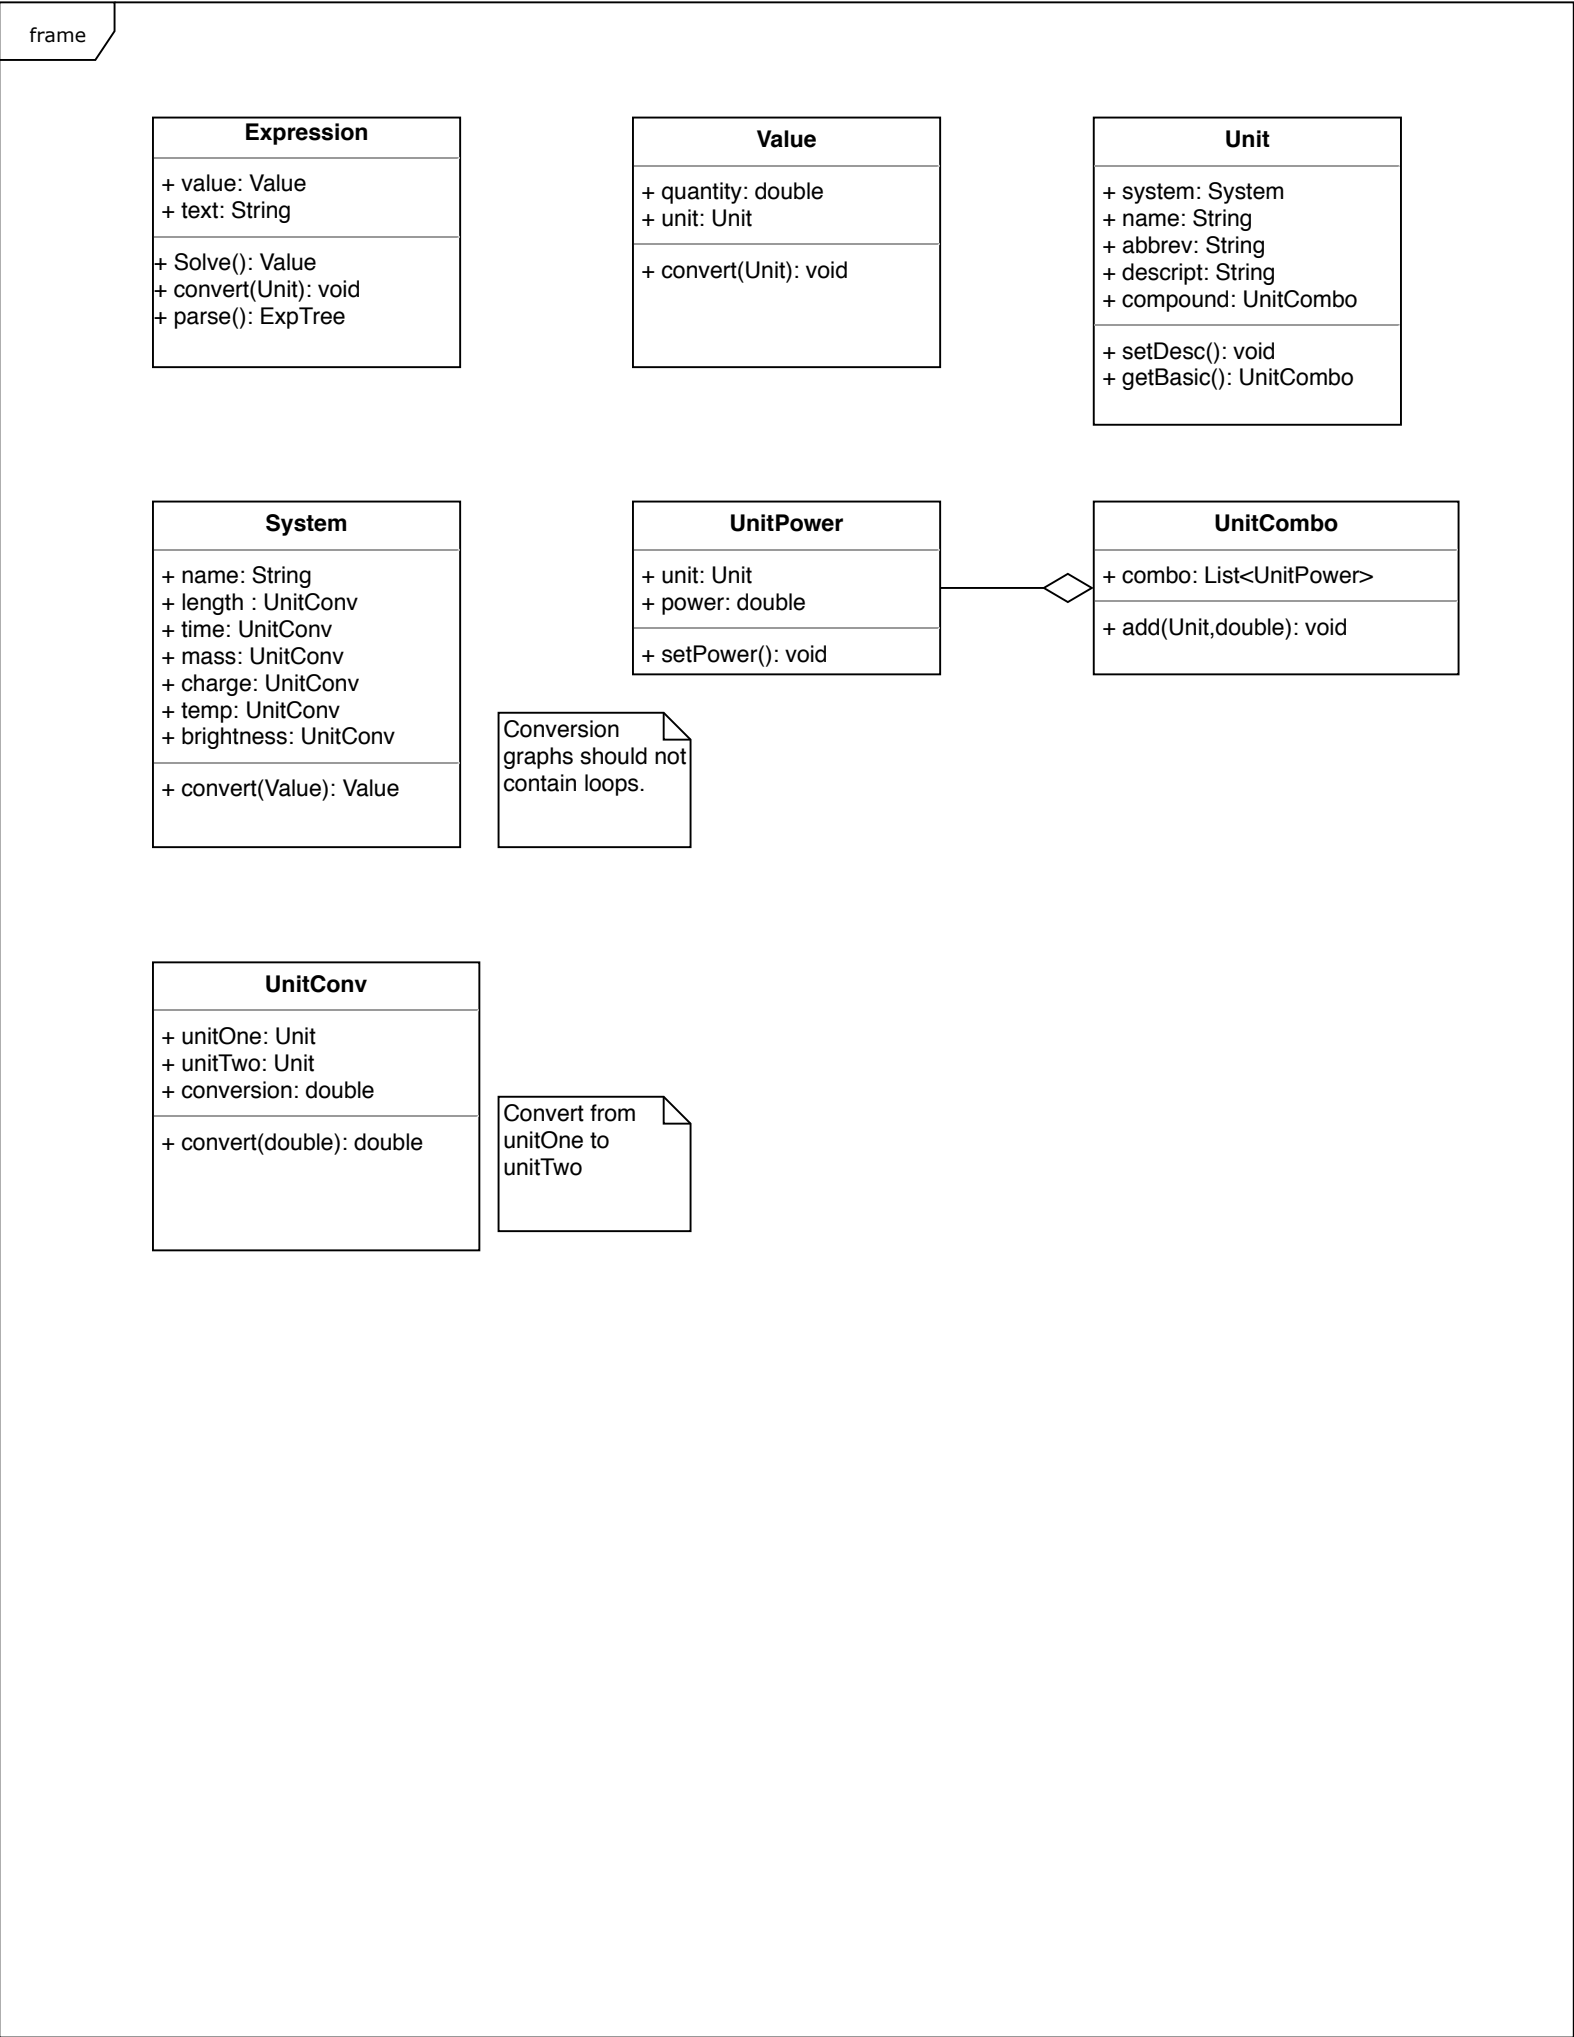 frame
Expression
+ value: Value
+ text: String
+ Solve(): Value
+ convert(Unit): void
+ parse(): ExpTree
Value
+ quantity: double
+ unit: Unit
+ convert(Unit): void
Unit
+ system: System
+ name: String
+ abbrev: String
+ descript: String
+ compound: UnitCombo
+ setDesc(): void
+ getBasic(): UnitCombo
System
+ name: String
+ length : UnitConv
+ time: UnitConv
+ mass: UnitConv
+ charge: UnitConv
+ temp: UnitConv
+ brightness: UnitConv
+ convert(Value): Value
UnitPower
+ unit: Unit
+ power: double
+ setPower(): void
UnitCombo
+ combo: List<UnitPower>
+ add(Unit,double): void
Conversion
graphs should not
contain loops.
UnitConv
+ unitOne: Unit
+ unitTwo: Unit
+ conversion: double
+ convert(double): double
Convert from
unitOne to
unitTwo